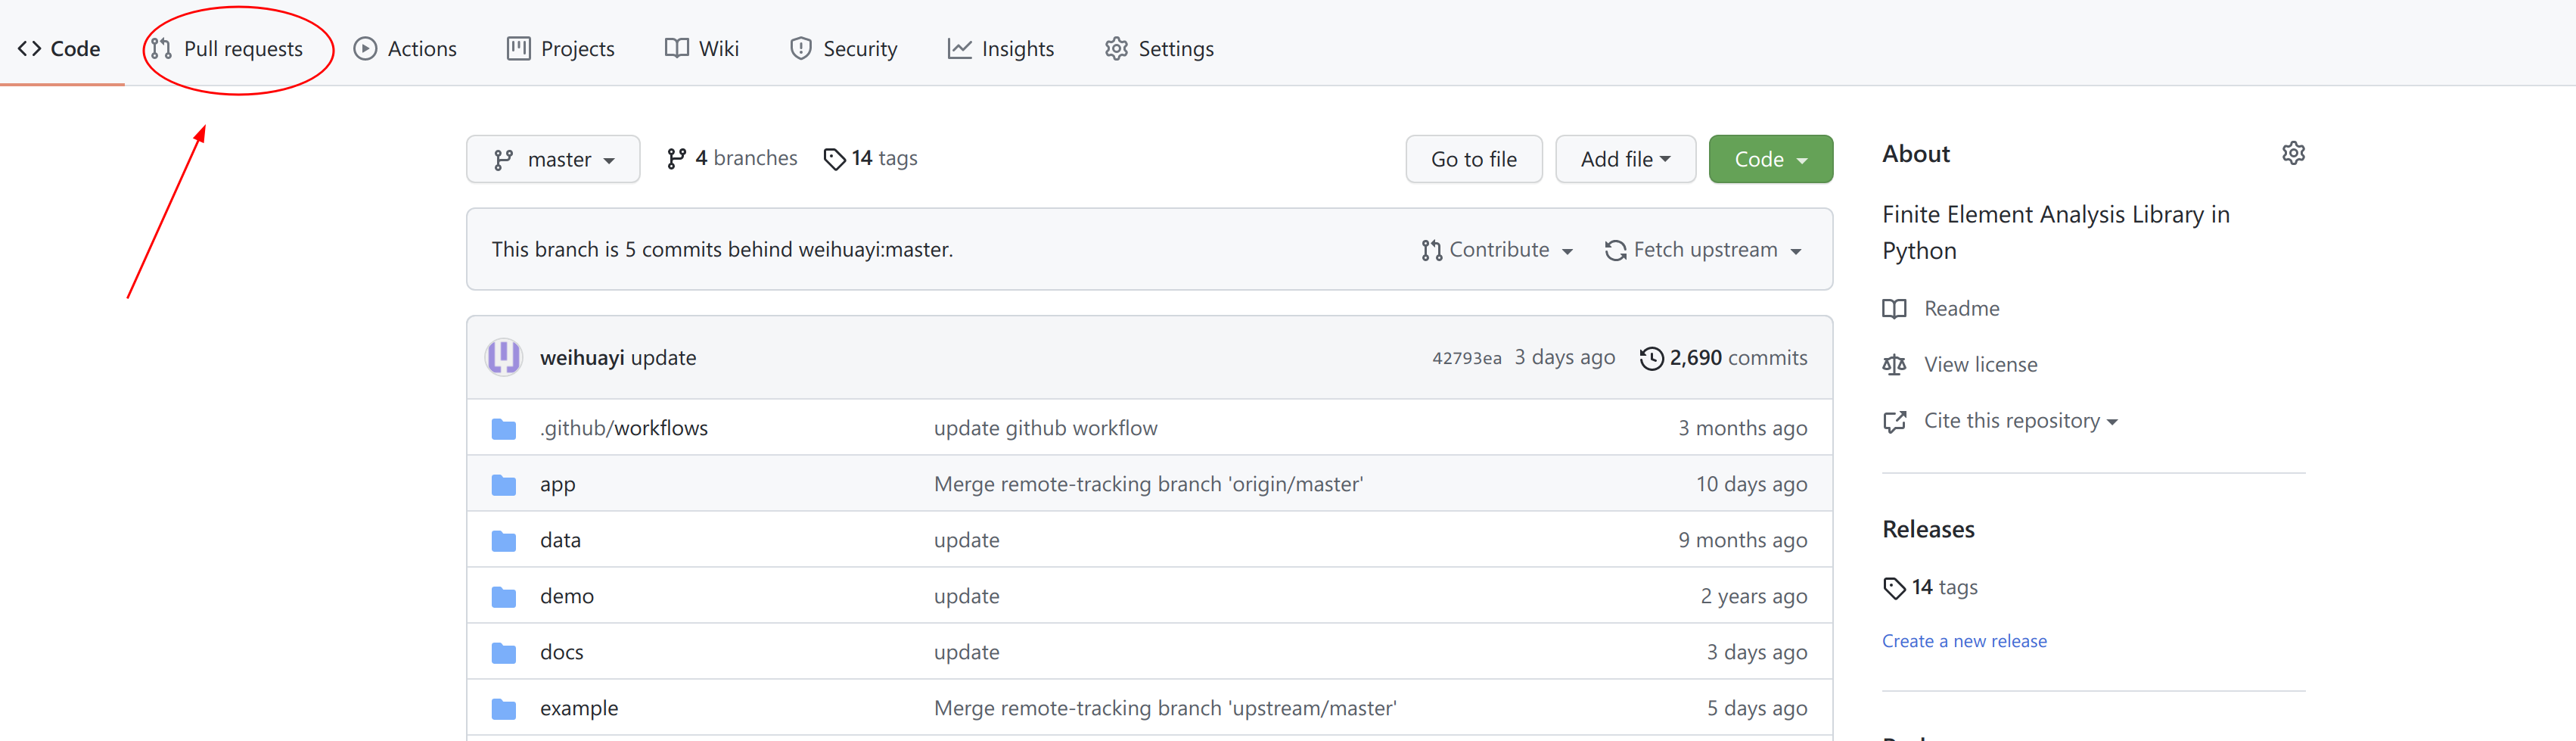 Code Pull requests Actions Projects Wiki Security Insights Settings
master 4 branches 14 tags Go to file Add file Code
This branch is 5 commits behind weihuayi:master. Contribute Fetch upstream
weihuayi update 42793ea 3 days ago 2,690 commits
.github/workflows update github workflow 3 months ago
app Merge remote-tracking branch 'origin/master' 10 days ago
data update 9 months ago
demo update 2 years ago
docs update 3 days ago
example Merge remote-tracking branch 'upstream/master' 5 days ago
About
Finite Element Analysis Library in
Python
Readme
View license
Cite this repository
Releases
14 tags
Create a new release